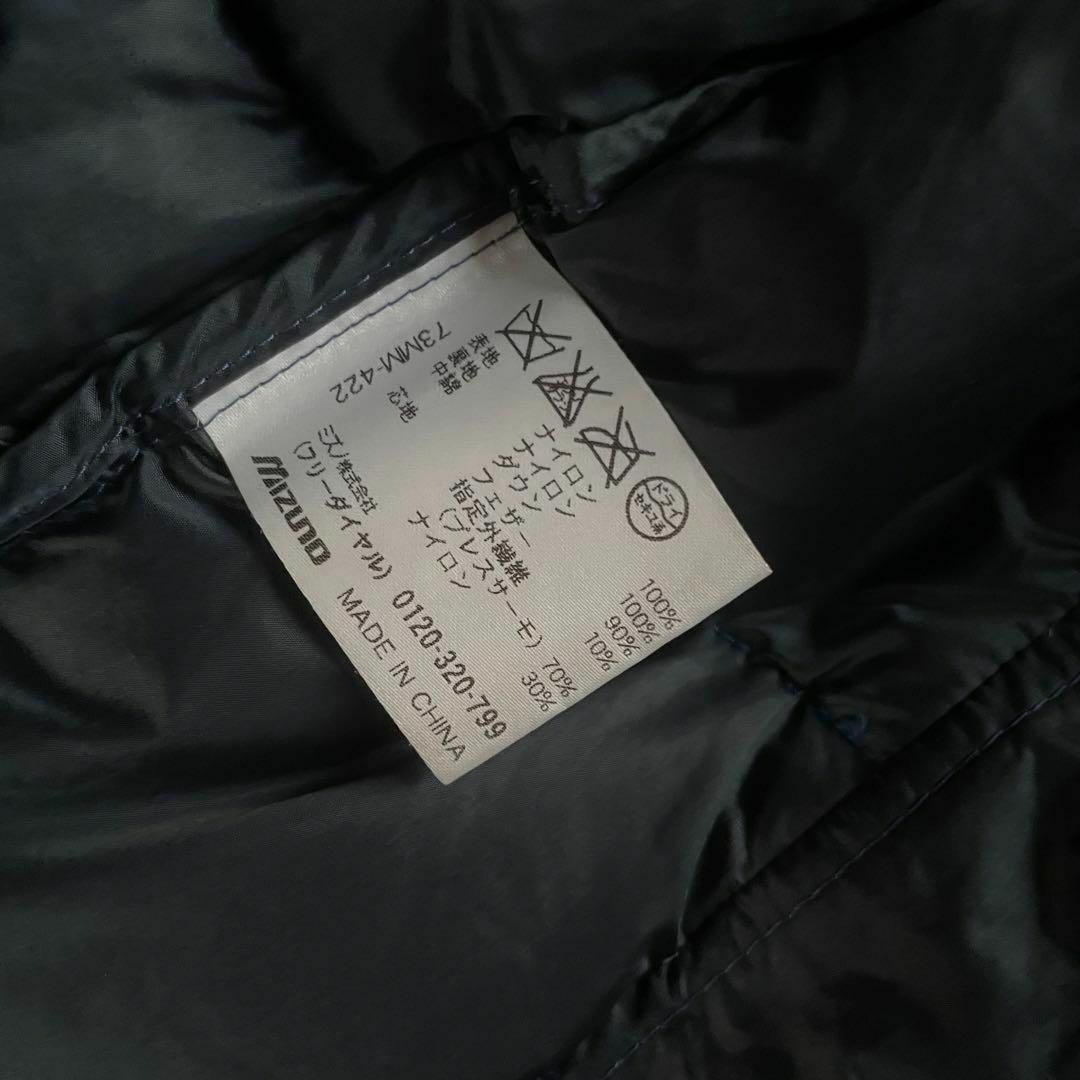 ドライ
セキユ系
73MM-422
表地 ナイロン 100%
裏地 ナイロン 100%
中綿 ダウン 90%
フェザー 10%
芯地 指定外繊維
(ブレスサーモ) 70%
ナイロン 30%
ミズノ株式会社
(フリーダイヤル) 0120-320-799
MIZUNO MADE IN CHINA